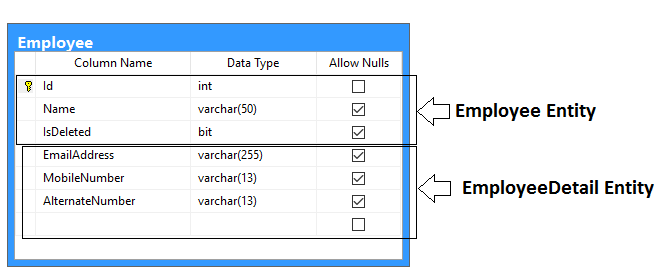 Employee
Column Name Data Type Allow Nulls
Id int
Name varchar(50)
IsDeleted bit
Employee Entity
EmailAddress varchar(255)
MobileNumber varchar(13)
AlternateNumber varchar(13)
EmployeeDetail Entity